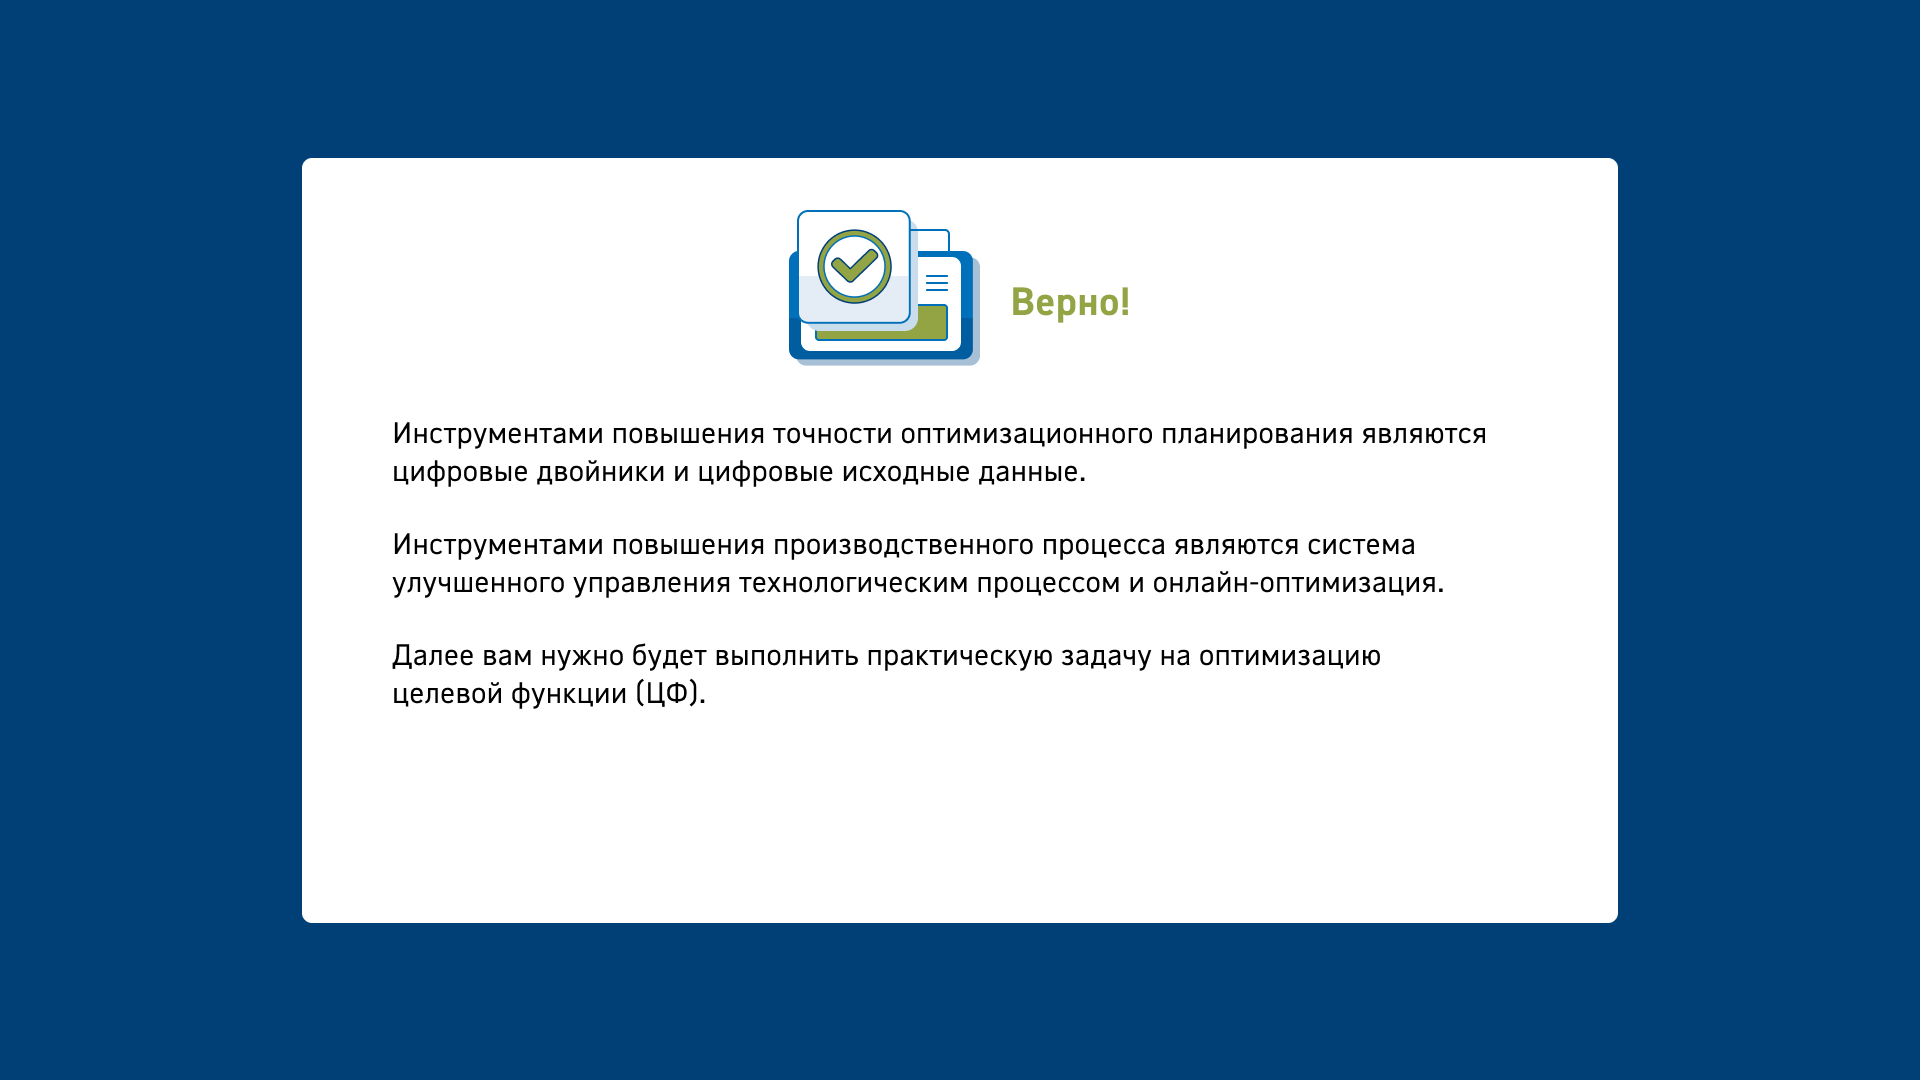 Верно!
Инструментами повышения точности оптимизационного планирования являются
цифровые двойники и цифровые исходные данные.
Инструментами повышения производственного процесса являются система
улучшенного управления технологическим процессом и онлайн-оптимизация.
Далее вам нужно будет выполнить практическую задачу на оптимизацию
целевой функции (ЦФ).